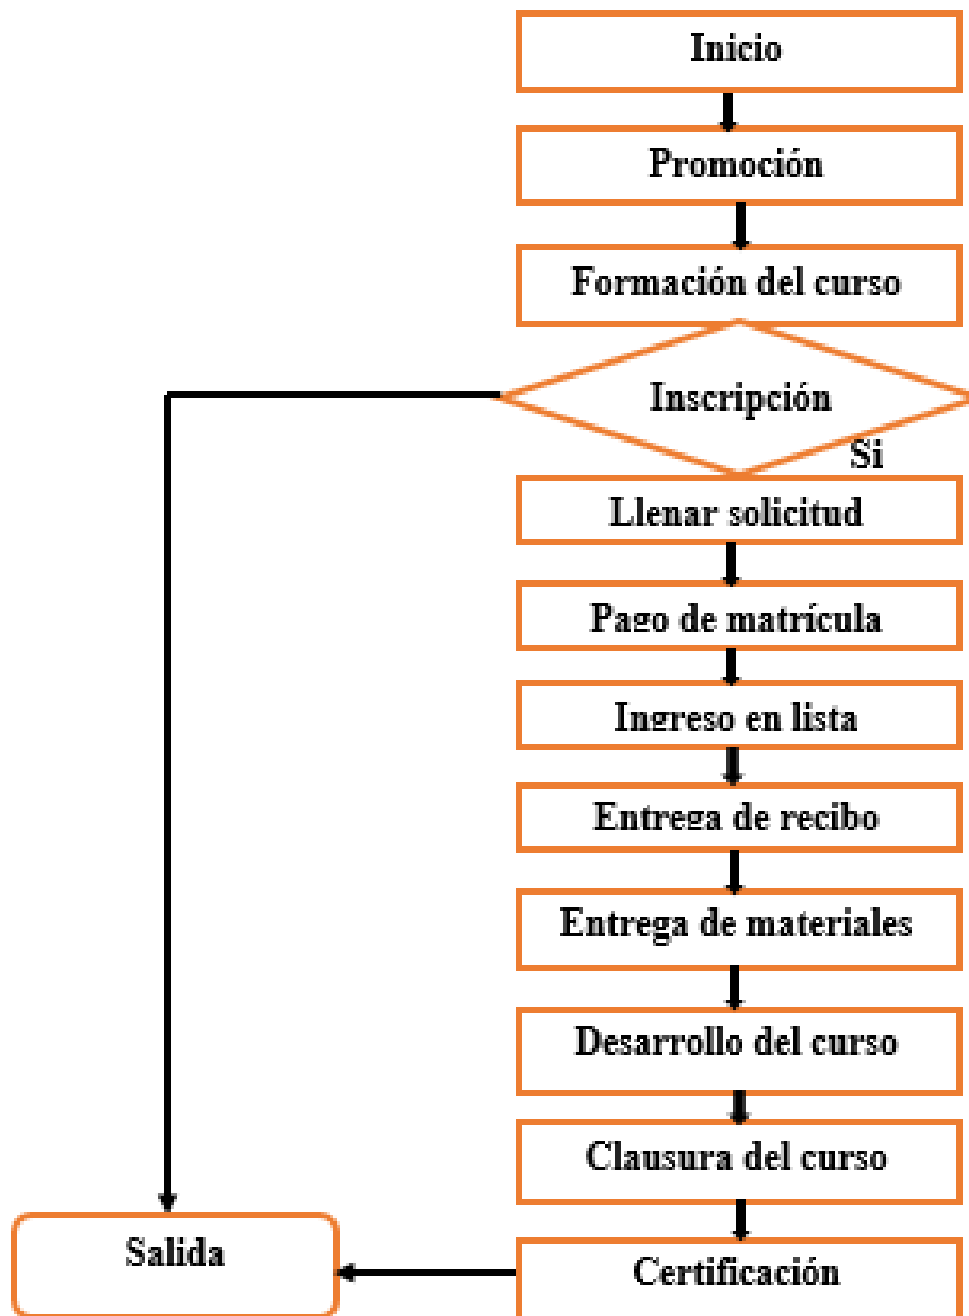 Inicio
Promoción
Formación del curso
Inscripción
Si
Llenar solicitud
Pago de matrícula
Ingreso en lista
Entrega de recibo
Entrega de materiales
Desarrollo del curso
Clausura del curso
Salida
Certificación